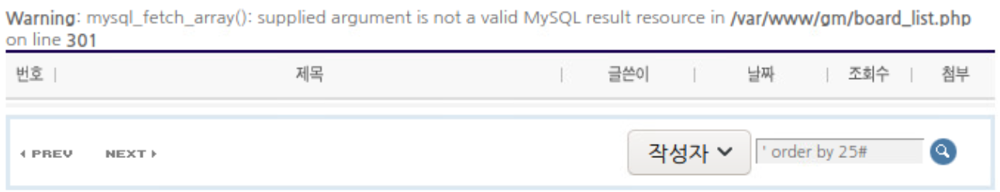 Warning: mysql_fetch_array(): supplied argument is not a valid MySQL result resource in /var/www/gm/board_list.php
on line 301
번호 | 제목 | 글쓴이 | 날짜 | 조회수 | 첨부
PREV NEXT 작성자 ' order by 25#